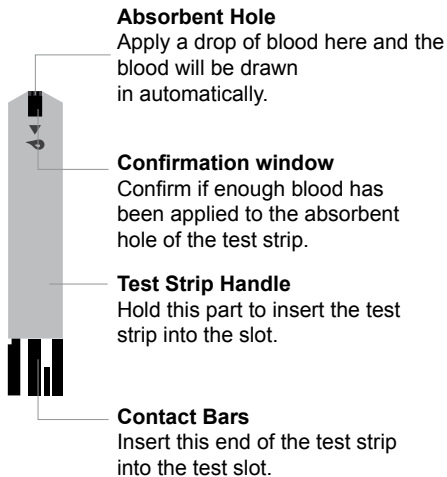 Absorbent Hole
Apply a drop of blood here and the
blood will be drawn
in automatically.
Confirmation window
Confirm if enough blood has
been applied to the absorbent
hole of the test strip.
Test Strip Handle
Hold this part to insert the test
strip into the slot.
Contact Bars
Insert this end of the test strip
into the test slot.